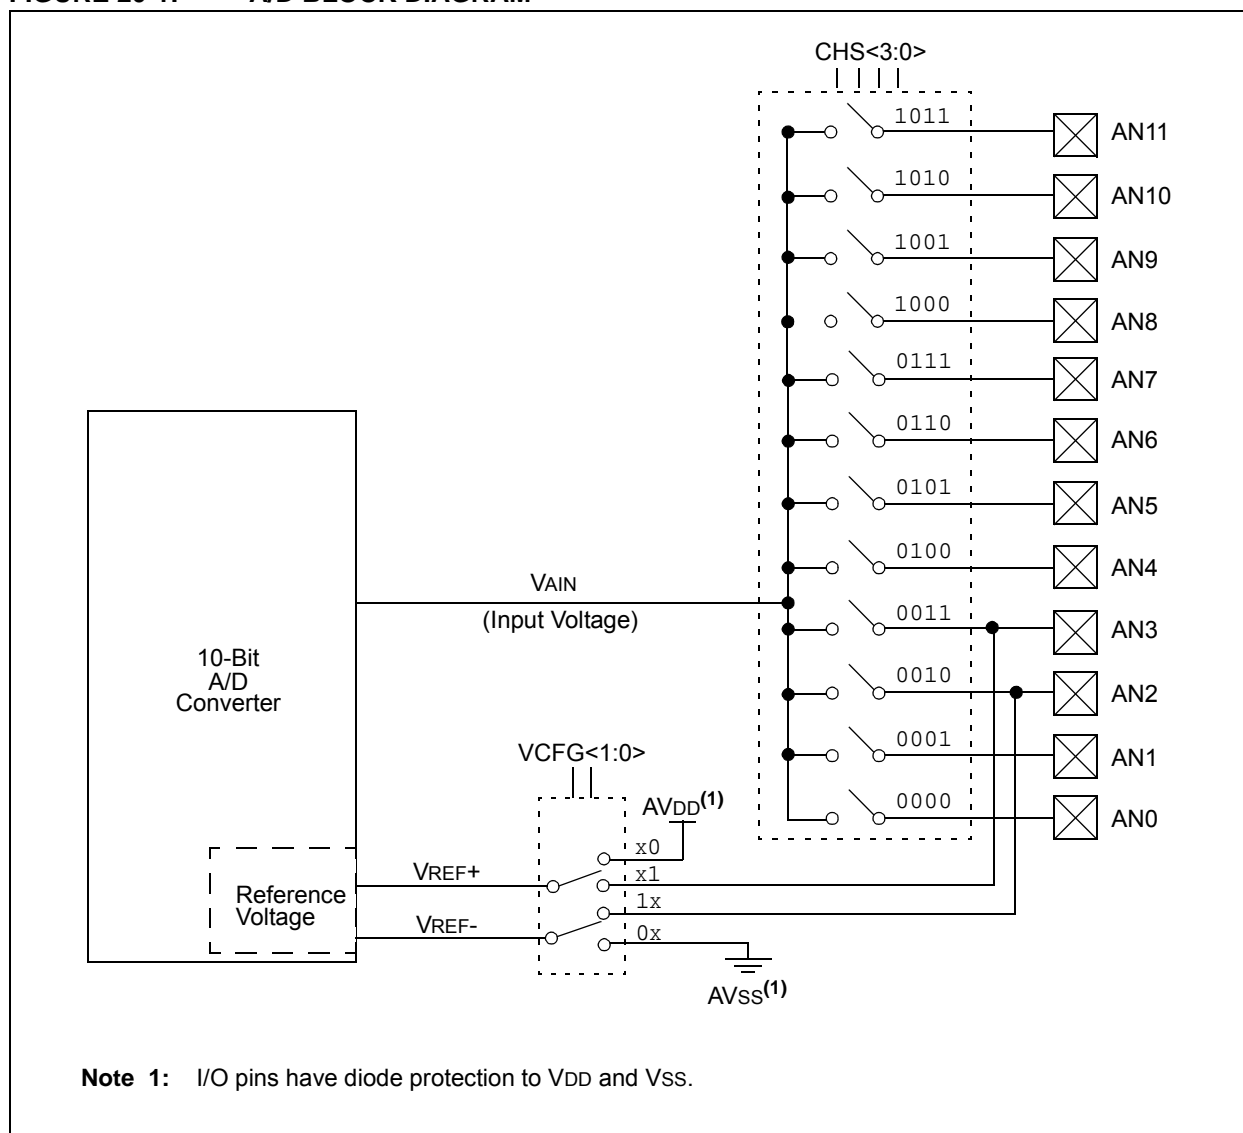 CHS<3:0>
1011 AN11
1010 AN10
1001 AN9
1000 AN8
0111 AN7
0110 AN6
0101 AN5
0100 AN4
VAIN
(Input Voltage)
0011 AN3
10-Bit
A/D
Converter
0010 AN2
VCFG<1:0>
0001 AN1
AVDD(1)
0000 AN0
x0
VREF+
x1
Reference
Voltage
1x
VREF-
0x
AVSS(1)
Note 1: I/O pins have diode protection to VDD and VSS.